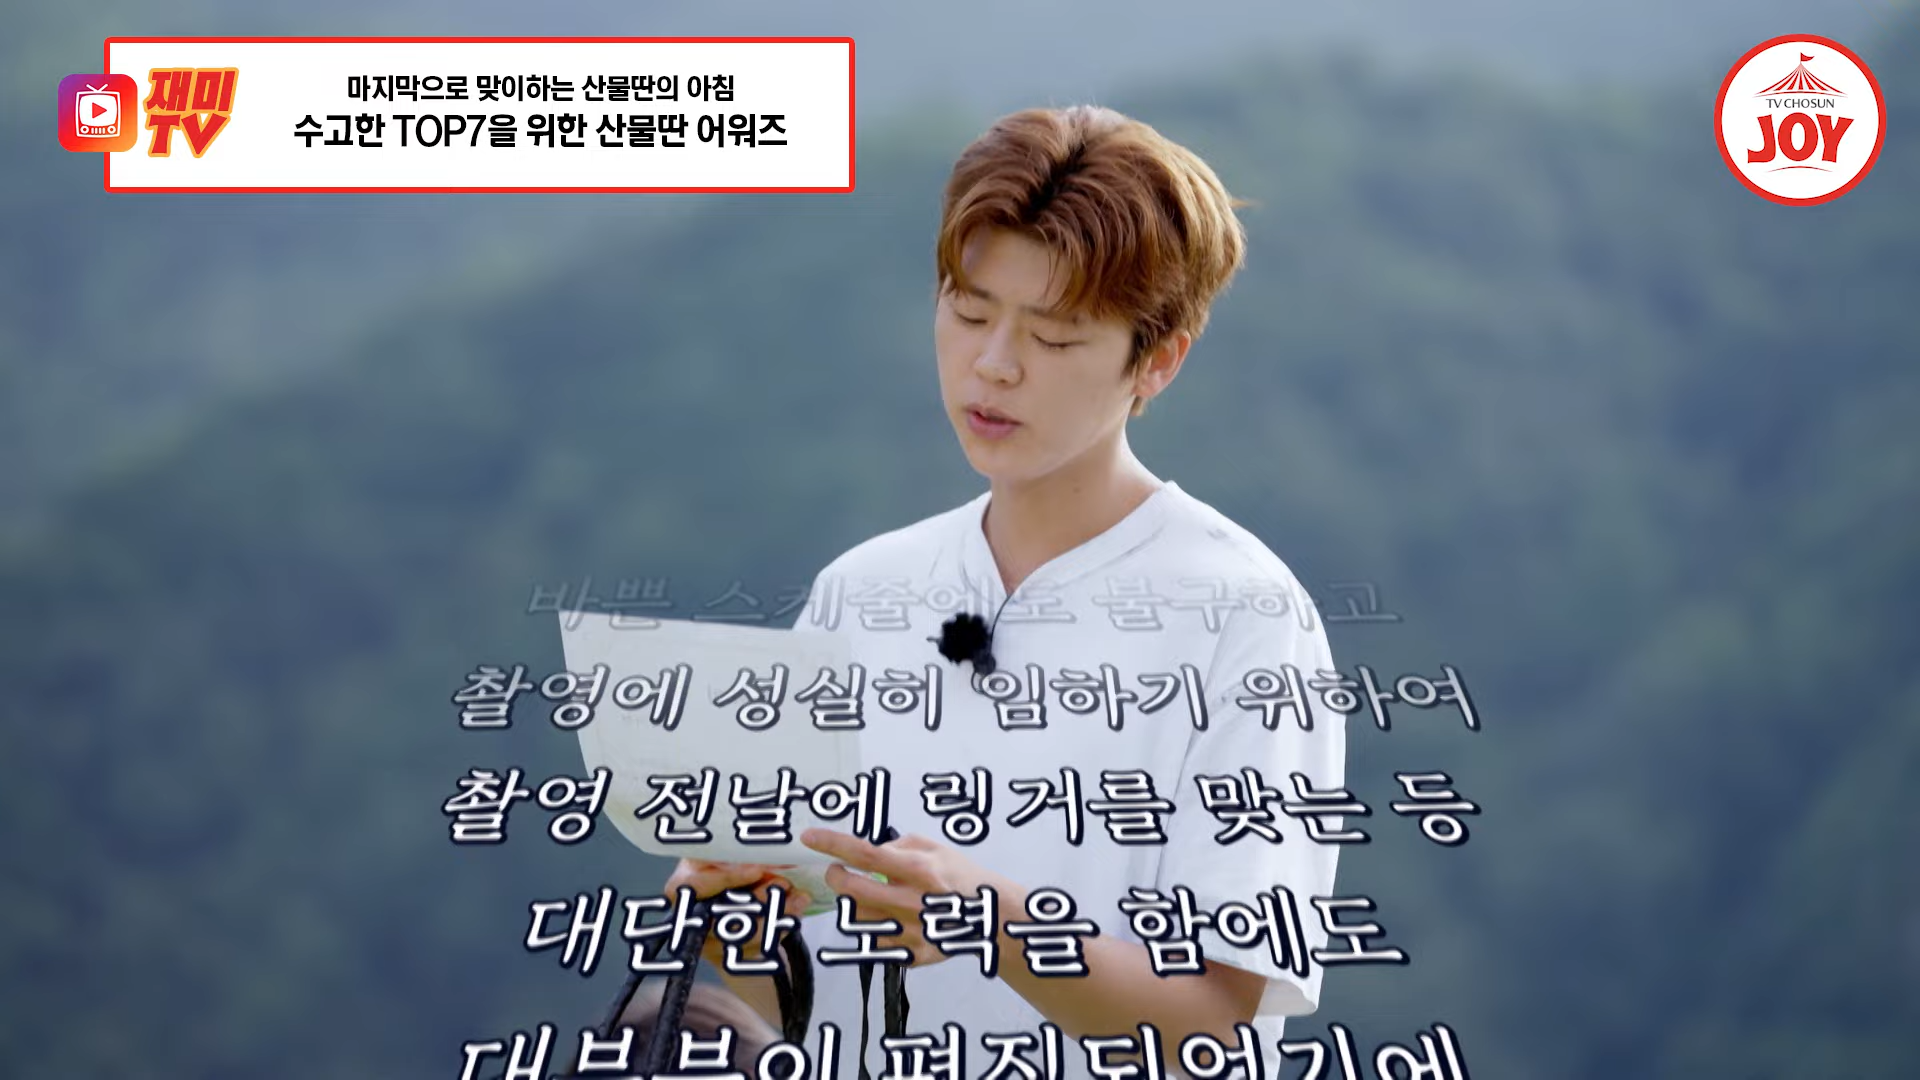 재미
TV
마지막으로 맞이하는 산물딴의 아침
수고한 TOP7을 위한 산물딴 어워즈
TV CHOSUN
JOY
바쁜 스케줄에도 불구하고
촬영에 성실히 임하기 위하여
촬영 전날에 링거를 맞는 등
대단한 노력을 함에도
대부분이 편집되었기에